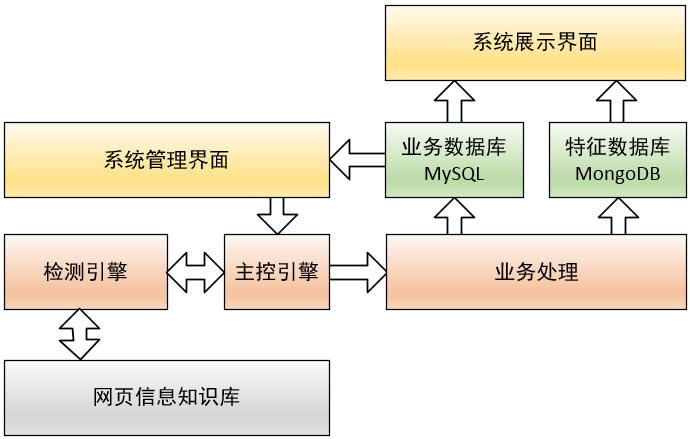 系统展示界面
系统管理界面
业务数据库
MySQL
特征数据库
MongoDB
检测引擎
主控引擎
业务处理
网页信息知识库